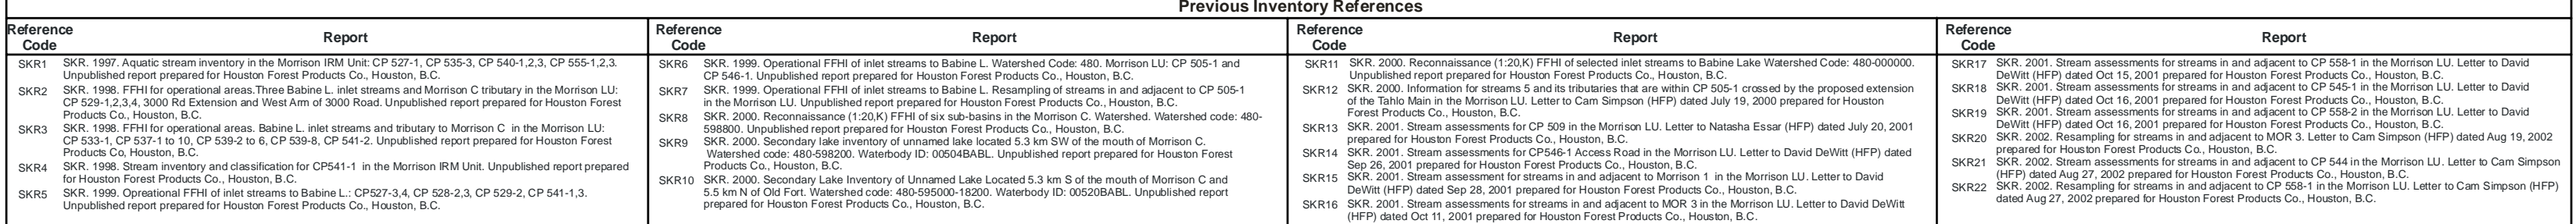 Previous Inventory References
Reference Code
Report
SKR1 SKR. 1997. Aquatic stream inventory in the Morrison IRM Unit: CP 527-1, CP 535-3, CP 540-1,2,3, CP 555-1,2,3.
Unpublished report prepared for Houston Forest Products Co., Houston, B.C.
SKR2 SKR. 1998. FFHI for operational areas.Three Babine L. inlet streams and Morrison C tributary in the Morrison LU:
CP 529-1,2,3,4, 3000 Rd Extension and West Arm of 3000 Road. Unpublished report prepared for Houston Forest
Products Co., Houston, B.C.
SKR3 SKR. 1998. FFHI for operational areas. Babine L. inlet streams and tributary to Morrison C in the Morrison LU:
CP 533-1, CP 537-1 to 10, CP 539-2 to 6, CP 539-8, CP 541-2. Unpublished report prepared for Houston Forest
Products Co, Houston, B.C.
SKR4 SKR. 1998. Stream inventory and classification for CP541-1 in the Morrison IRM Unit. Unpublished report prepared
for Houston Forest Products Co., Houston, B.C.
SKR5 SKR. 1999. Opreational FFHI of inlet streams to Babine L.: CP527-3,4, CP 528-2,3, CP 529-2, CP 541-1,3.
Unpublished report prepared for Houston Forest Products Co., Houston, B.C.
Reference Code
Report
SKR6 SKR. 1999. Operational FFHI of inlet streams to Babine L. Watershed Code: 480. Morrison LU: CP 505-1 and
CP 546-1. Unpublished report prepared for Houston Forest Products Co., Houston, B.C.
SKR7 SKR. 1999. Operational FFHI of inlet streams to Babine L. Resampling of streams in and adjacent to CP 505-1
in the Morrison LU. Unpublished report prepared for Houston Forest Products Co., Houston, B.C.
SKR8 SKR. 2000. Reconnaissance (1:20,K) FFHI of six sub-basins in the Morrison C. Watershed. Watershed code: 480-
598800. Unpublished report prepared for Houston Forest Products Co., Houston, B.C.
SKR9 SKR. 2000. Secondary lake inventory of unnamed lake located 5.3 km SW of the mouth of Morrison C.
Watershed code: 480-598200. Waterbody ID: 00504BABL. Unpublished report prepared for Houston Forest
Products Co., Houston, B.C.
SKR10 SKR. 2000. Secondary Lake Inventory of Unnamed Lake Located 5.3 km S of the mouth of Morrison C and
5.5 km N of Old Fort. Watershed code: 480-595000-18200. Waterbody ID: 00520BABL. Unpublished report
prepared for Houston Forest Products Co., Houston, B.C.
Reference Code
Report
SKR11 SKR. 2000. Reconnaissance (1:20,K) FFHI of selected inlet streams to Babine Lake Watershed Code: 480-000000.
Unpublished report prepared for Houston Forest Products Co., Houston, B.C.
SKR12 SKR. 2000. Information for streams 5 and its tributaries that are within CP 505-1 crossed by the proposed extension
of the Tahlo Main in the Morrison LU. Letter to Cam Simpson (HFP) dated July 19, 2000 prepared for Houston
Forest Products Co., Houston, B.C.
SKR13 SKR. 2001. Stream assessments for CP 509 in the Morrison LU. Letter to Natasha Essar (HFP) dated July 20, 2001
prepared for Houston Forest Products Co., Houston, B.C.
SKR14 SKR. 2001. Stream assessments for CP546-1 Access Road in the Morrison LU. Letter to David DeWitt (HFP) dated
Sep 26, 2001 prepared for Houston Forest Products Co., Houston, B.C.
SKR15 SKR. 2001. Stream assessment for streams in and adjacent to Morrison 1 in the Morrison LU. Letter to David
DeWitt (HFP) dated Sep 28, 2001 prepared for Houston Forest Products Co., Houston, B.C.
SKR16 SKR. 2001. Stream assessments for streams in and adjacent to MOR 3 in the Morrison LU. Letter to David DeWitt
(HFP) dated Oct 11, 2001 prepared for Houston Forest Products Co., Houston, B.C.
Reference Code
Report
SKR17 SKR. 2001. Stream assessments for streams in and adjacent to CP 558-1 in the Morrison LU. Letter to David
DeWitt (HFP) dated Oct 15, 2001 prepared for Houston Forest Products Co., Houston, B.C.
SKR18 SKR. 2001. Stream assessments for streams in and adjacent to CP 545-1 in the Morrison LU. Letter to David
DeWitt (HFP) dated Oct 16, 2001 prepared for Houston Forest Products Co., Houston, B.C.
SKR19 SKR. 2001. Stream assessments for streams in and adjacent to CP 558-2 in the Morrison LU. Letter to David
DeWitt (HFP) dated Oct 16, 2001 prepared for Houston Forest Products Co., Houston, B.C.
SKR20 SKR. 2002. Resampling for streams in and adjacent to MOR 3. Letter to Cam Simpson (HFP) dated Aug 19, 2002
prepared for Houston Forest Products Co., Houston, B.C.
SKR21 SKR. 2002. Stream assessments for streams in and adjacent to CP 544 in the Morrison LU. Letter to Cam Simpson
(HFP) dated Aug 27, 2002 prepared for Houston Forest Products Co., Houston, B.C.
SKR22 SKR. 2002. Resampling for streams in and adjacent to CP 558-1 in the Morrison LU. Letter to Cam Simpson (HFP)
dated Aug 27, 2002 prepared for Houston Forest Products Co., Houston, B.C.